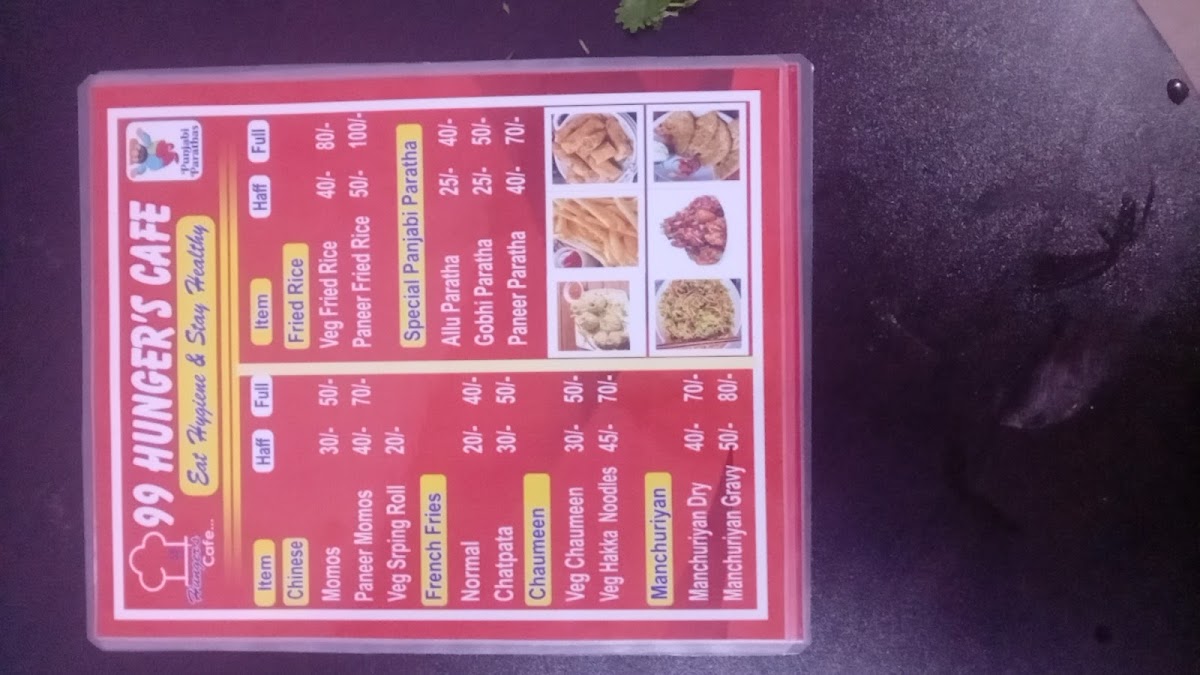 Hunger's
Cafe...
99 HUNGER'S CAFE
Eat Hygiene & Stay Healthy
Punjabi
Parathas
Item Haff Full
Chinese
Momos 30/- 50/-
Paneer Momos 40/- 70/-
Veg Srping Roll 20/-
French Fries
Normal 20/- 40/-
Chatpata 30/- 50/-
Chaumeen
Veg Chaumeen 30/- 50/-
Veg Hakka Noodles 45/- 70/-
Manchuriyan
Manchuriyan Dry 40/- 70/-
Manchuriyan Gravy 50/- 80/-
Item Haff Full
Fried Rice
Veg Fried Rice 40/- 80/-
Paneer Fried Rice 50/- 100/-
Special Panjabi Paratha
Allu Paratha 25/- 40/-
Gobhi Paratha 25/- 50/-
Paneer Paratha 40/- 70/-